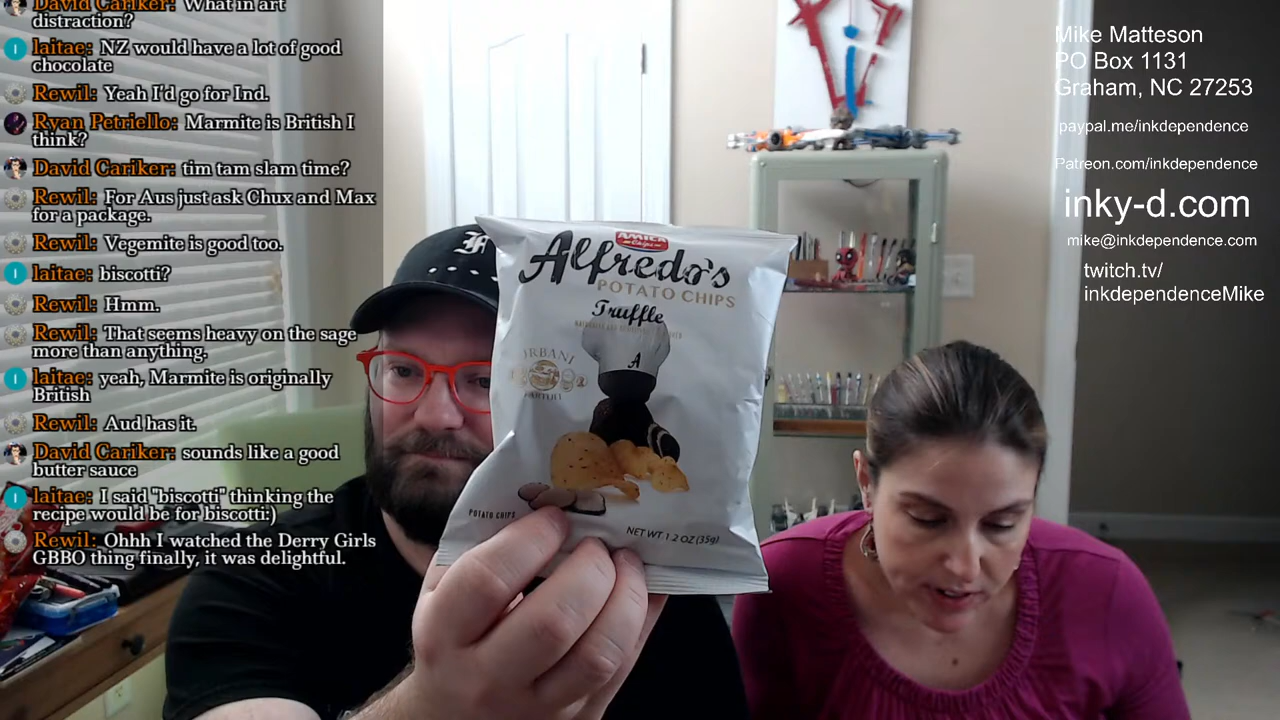 David Cariker: What in art
distraction?
laitae: NZ would have a lot of good
chocolate
Rewil: Yeah I'd go for Ind.
Ryan Petriello: Marmite is British I
think?
David Cariker: tim tam slam time?
Rewil: For Aus just ask Chux and Max
for a package.
Rewil: Vegemite is good too.
laitae: biscotti?
Rewil: Hmm.
Rewil: That seems heavy on the sage
more than anything.
laitae: yeah, Marmite is originally
British
Rewil: Aud has it.
David Cariker: sounds like a good
butter sauce
laitae: I said "biscotti" thinking the
recipe would be for biscotti:)
Rewil: Ohhh I watched the Derry Girls
GBBO thing finally, it was delightful.
AMICA
Chips
Alfredo's
POTATO CHIPS
Truffle
URBANI
TARTUFI
A
POTATO CHIPS
NET WT. 1.2 OZ (35g)
Mike Matteson
PO Box 1131
Graham, NC 27253
paypal.me/inkdependence
Patreon.com/inkdependence
inky-d.com
mike@inkdependence.com
twitch.tv/
inkdependenceMike